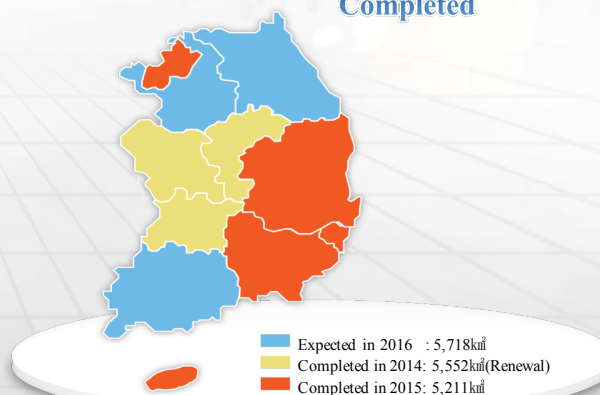 Completed
Expected in 2016 : 5,718㎢
Completed in 2014: 5,552㎢(Renewal)
Completed in 2015: 5,211㎢